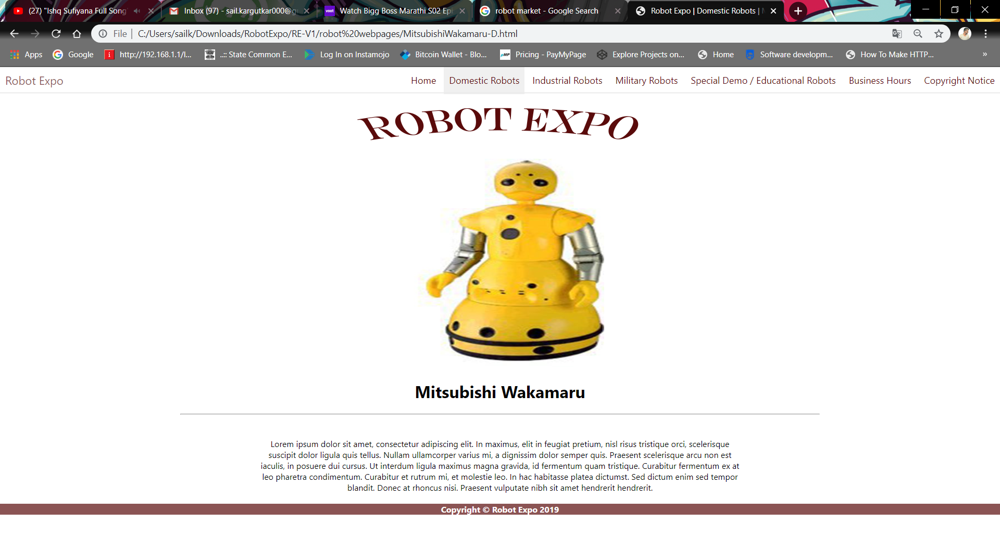 (27) "Ishq Sufiyana Full Song
Inbox (97) - sail.kargutkar000@g
voot Watch Bigg Boss Marathi S02 Epi
robot market - Google Search
Robot Expo | Domestic Robots |
File | C:/Users/sailk/Downloads/RobotExpo/RE-V1/robot%20webpages/MitsubishiWakamaru-D.html
Apps Google http://192.168.1.1/l... ..:: State Common E... Log In on Instamojo Bitcoin Wallet - Blo... Pricing - PayMyPage Explore Projects on... Home Software developm... How To Make HTTP... »
Robot Expo Home Domestic Robots Industrial Robots Military Robots Special Demo / Educational Robots Business Hours Copyright Notice
ROBOT EXPO
Mitsubishi Wakamaru
Lorem ipsum dolor sit amet, consectetur adipiscing elit. In maximus, elit in feugiat pretium, nisl risus tristique orci, scelerisque
suscipit dolor ligula quis tellus. Nullam ullamcorper varius mi, a dignissim dolor semper quis. Praesent scelerisque arcu non est
iaculis, in posuere dui cursus. Ut interdum ligula maximus magna gravida, id fermentum quam tristique. Curabitur fermentum ex at
leo pharetra condimentum. Curabitur et rutrum mi, et molestie leo. In hac habitasse platea dictumst. Sed dictum enim sed tempor
blandit. Donec at rhoncus nisi. Praesent vulputate nibh sit amet hendrerit hendrerit.
Copyright © Robot Expo 2019